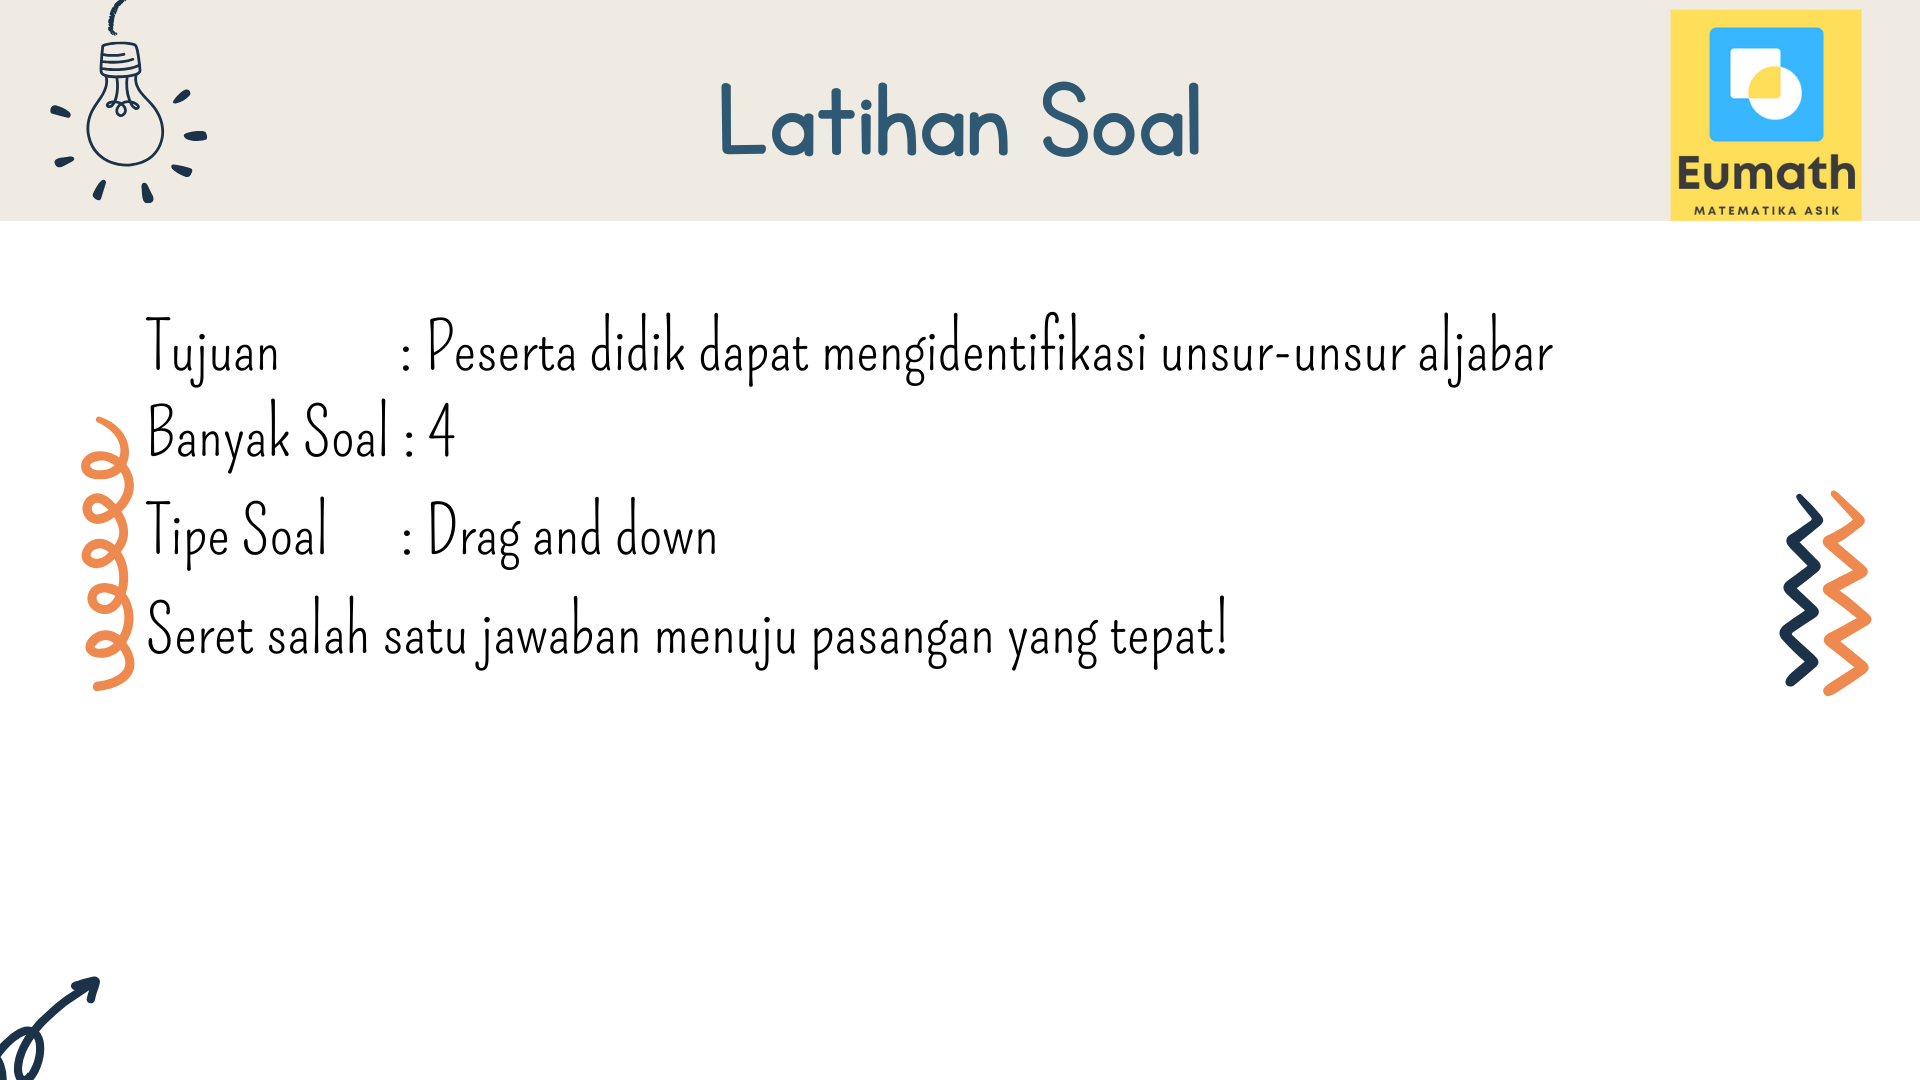 Latihan Soal
Eumath
MATEMATIKA ASIK
Tujuan : Peserta didik dapat mengidentifikasi unsur-unsur aljabar
Banyak Soal : 4
Tipe Soal : Drag and down
Seret salah satu jawaban menuju pasangan yang tepat!